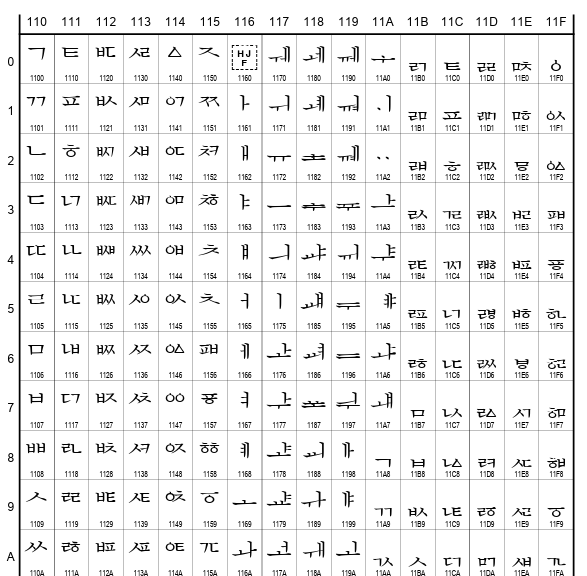 110 111 112 113 114 115 116 117 118 119 11A 11B 11C 11D 11E 11F
0 ᄀ ᄐ ᄠ ᄰ ᅀ ᅐ HJ F ᅰ ᆀ ᆐ ᆠ ᆰ ᇀ ᇐ ᇠ ᇰ
1100 1110 1120 1130 1140 1150 1160 1170 1180 1190 11A0 11B0 11C0 11D0 11E0 11F0
1 ᄁ ᄑ ᄡ ᄱ ᅁ ᅑ ᅡ ᅱ ᆁ ᆑ ᆡ ᆱ ᇁ ᇑ ᇡ ᇱ
1101 1111 1121 1131 1141 1151 1161 1171 1181 1191 11A1 11B1 11C1 11D1 11E1 11F1
2 ᄂ ᄒ ᄢ ᄲ ᅂ ᅒ ᅢ ᅲ ᆂ ᆒ ᆢ ᆲ ᇂ ᇒ ᇢ ᇲ
1102 1112 1122 1132 1142 1152 1162 1172 1182 1192 11A2 11B2 11C2 11D2 11E2 11F2
3 ᄃ ᄓ ᄣ ᄳ ᅃ ᅓ ᅣ ᅳ ᆃ ᆓ ᆣ ᆳ ᇃ ᇓ ᇣ ᇳ
1103 1113 1123 1133 1143 1153 1163 1173 1183 1193 11A3 11B3 11C3 11D3 11E3 11F3
4 ᄄ ᄔ ᄤ ᄴ ᅄ ᅔ ᅤ ᅴ ᆄ ᆔ ᆤ ᆴ ᇄ ᇔ ᇤ ᇴ
1104 1114 1124 1134 1144 1154 1164 1174 1184 1194 11A4 11B4 11C4 11D4 11E4 11F4
5 ᄅ ᄕ ᄥ ᄵ ᅅ ᅕ ᅥ ᅵ ᆅ ᆕ ᆥ ᆵ ᇅ ᇕ ᇥ ᇵ
1105 1115 1125 1135 1145 1155 1165 1175 1185 1195 11A5 11B5 11C5 11D5 11E5 11F5
6 ᄆ ᄖ ᄦ ᄶ ᅆ ᅖ ᅦ ᅶ ᆆ ᆖ ᆦ ᆶ ᇆ ᇖ ᇦ ᇶ
1106 1116 1126 1136 1146 1156 1166 1176 1186 1196 11A6 11B6 11C6 11D6 11E6 11F6
7 ᄇ ᄗ ᄧ ᄷ ᅇ ᅗ ᅧ ᅷ ᆇ ᆗ ᆧ ᆷ ᇇ ᇗ ᇧ ᇷ
1107 1117 1127 1137 1147 1157 1167 1177 1187 1197 11A7 11B7 11C7 11D7 11E7 11F7
8 ᄈ ᄘ ᄨ ᄸ ᅈ ᅘ ᅨ ᅸ ᆈ ᆘ ᆨ ᆸ ᇈ ᇘ ᇨ ᇸ
1108 1118 1128 1138 1148 1158 1168 1178 1188 1198 11A8 11B8 11C8 11D8 11E8 11F8
9 ᄉ ᄙ ᄩ ᄹ ᅉ ᅙ ᅩ ᅹ ᆉ ᆙ ᆩ ᆹ ᇉ ᇙ ᇩ ᇹ
1109 1119 1129 1139 1149 1159 1169 1179 1189 1199 11A9 11B9 11C9 11D9 11E9 11F9
A ᄊ ᄚ ᄪ ᄺ ᅊ ᅚ ᅪ ᅺ ᆊ ᆚ ᆪ ᆺ ᇊ ᇚ ᇪ ᇺ
110A 111A 112A 113A 114A 115A 116A 117A 118A 119A 11AA 11BA 11CA 11DA 11EA 11FA